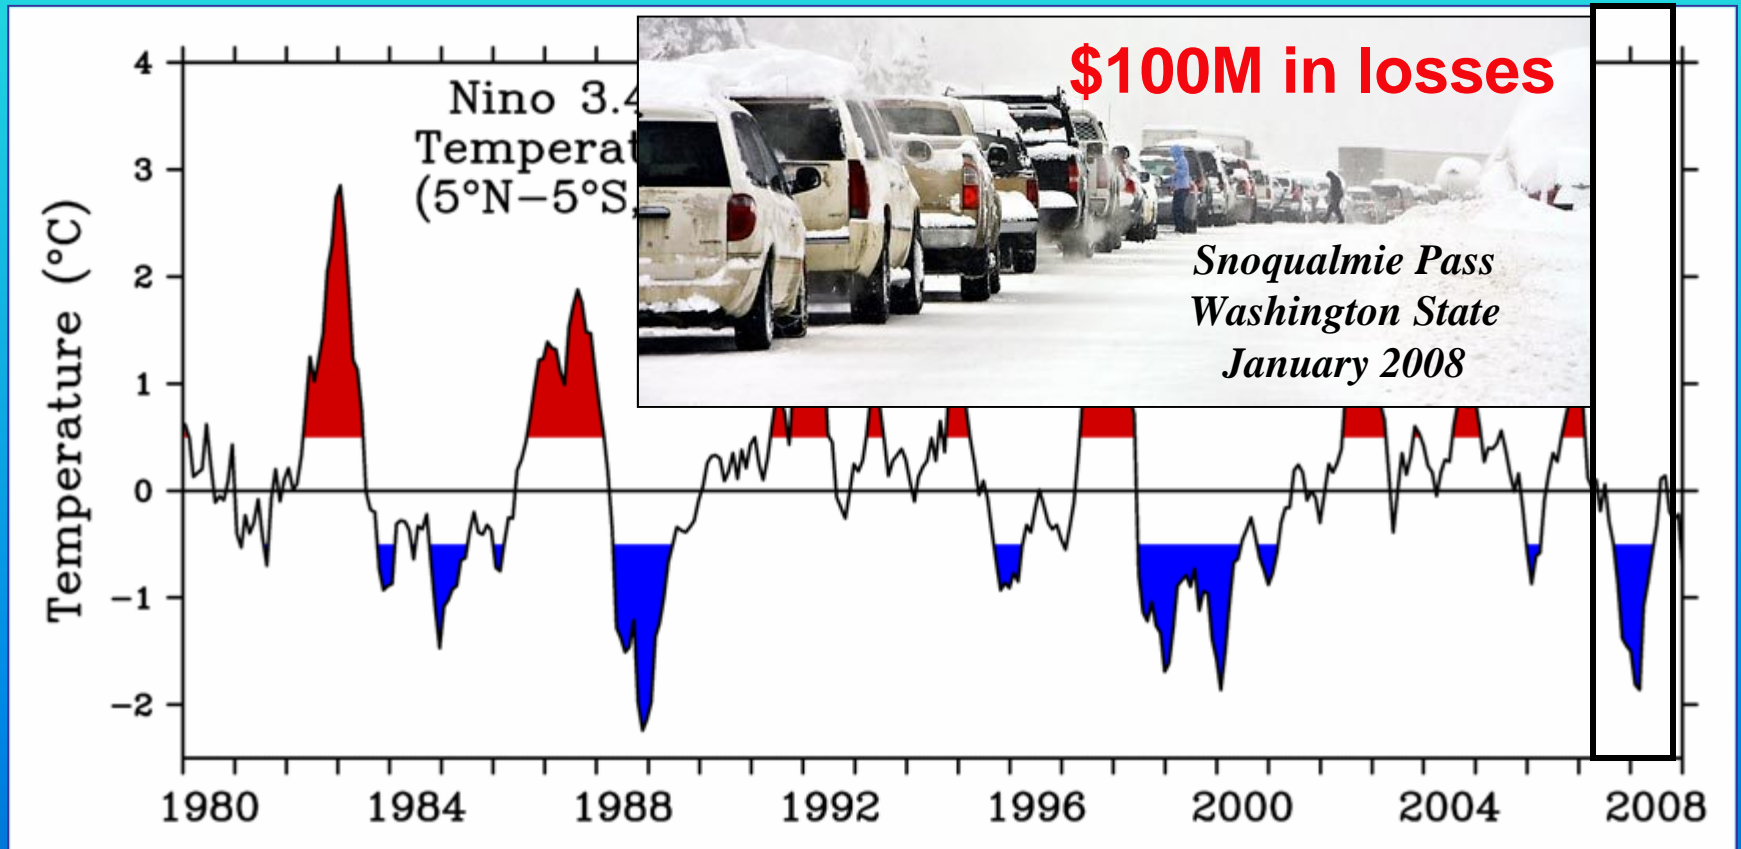 $100M in losses
Nino 3.4
Temperat
(5°N−5°S,
Snoqualmie Pass
Washington State
January 2008
Temperature (°C)
4
3
2
1
0
−1
−2
1980 1984 1988 1992 1996 2000 2004 2008